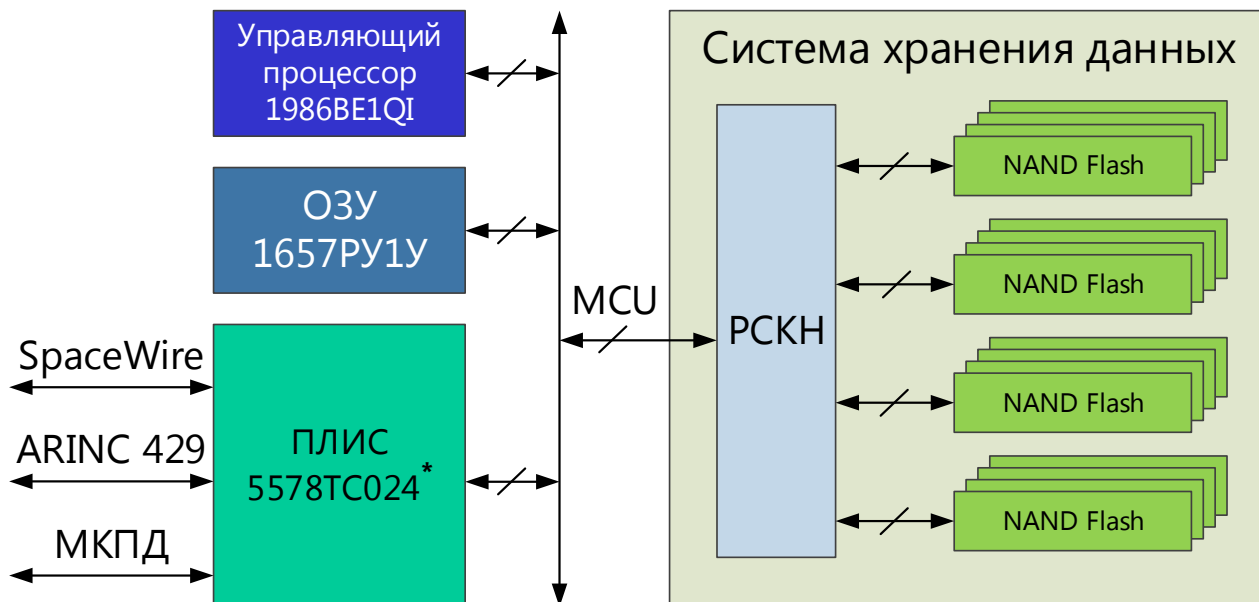 Управляющий
процессор
1986ВЕ1QI
ОЗУ
1657РУ1У
SpaceWire
ARINC 429
МКПД
ПЛИС
5578ТС024*
MCU
Система хранения данных
РСКН
NAND Flash
NAND Flash
NAND Flash
NAND Flash